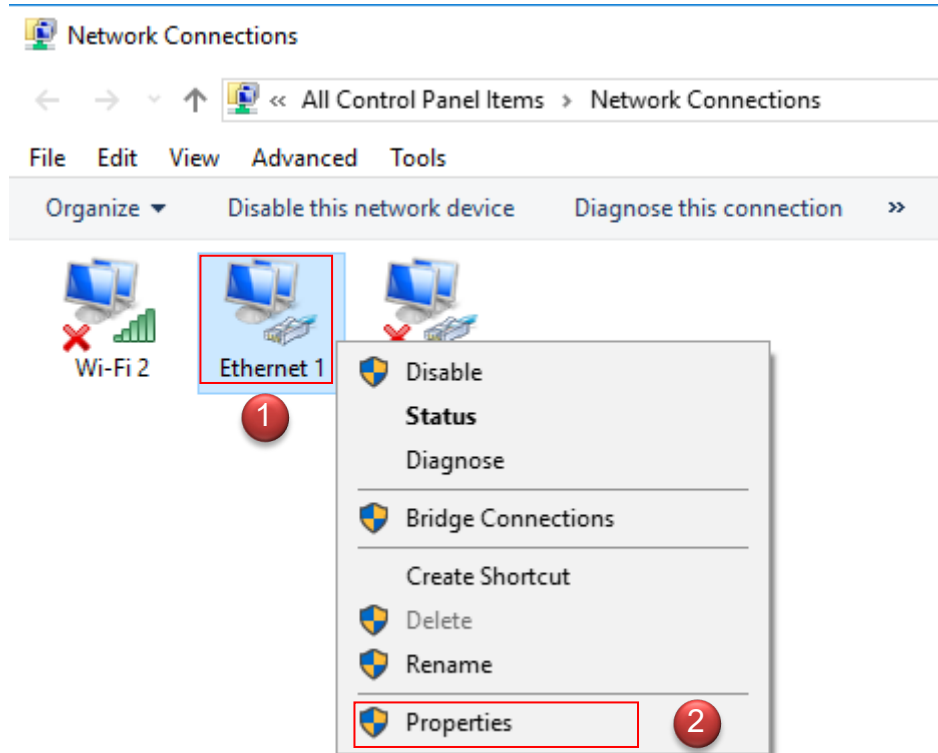 Network Connections
« All Control Panel Items > Network Connections
File Edit View Advanced Tools
Organize Disable this network device Diagnose this connection »
Wi-Fi 2 Ethernet 1
1
Disable
Status
Diagnose
Bridge Connections
Create Shortcut
Delete
Rename
Properties 2